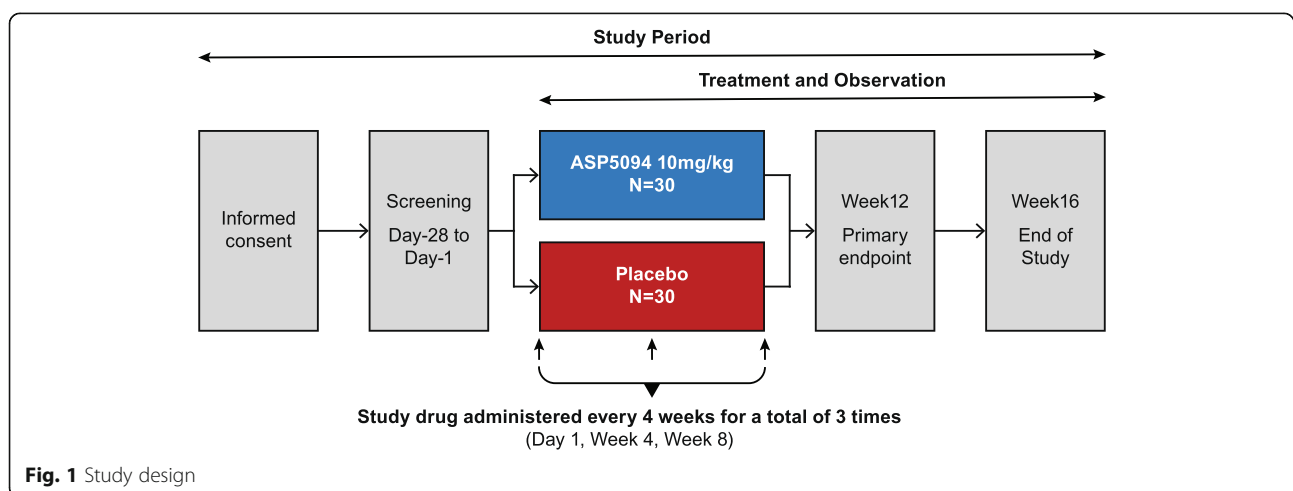 Study Period
Treatment and Observation
Informed
consent
Screening
Day-28 to
Day-1
ASP5094 10mg/kg
N=30
Placebo
N=30
Week12
Primary
endpoint
Week16
End of
Study
Study drug administered every 4 weeks for a total of 3 times
(Day 1, Week 4, Week 8)
Fig. 1 Study design